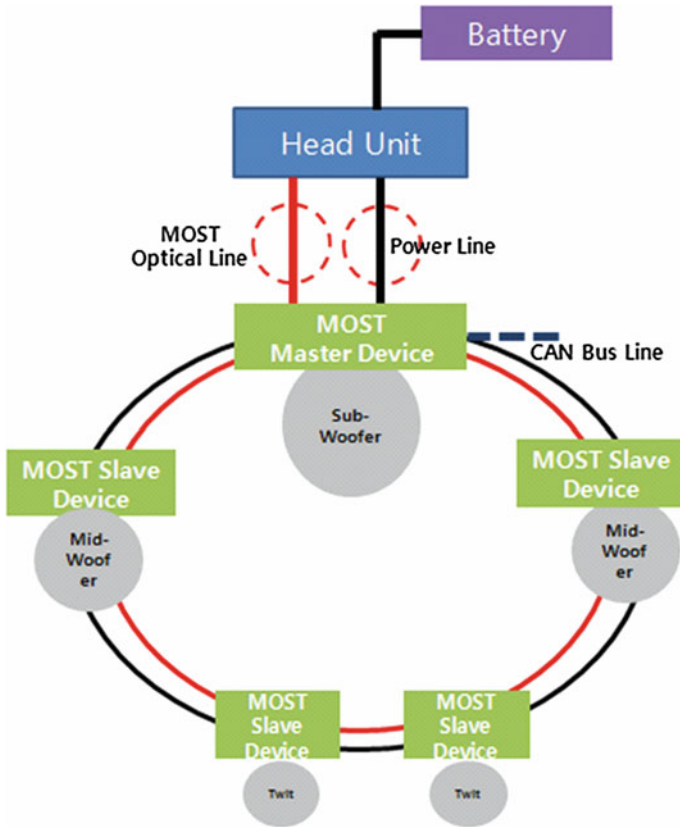 Battery
Head Unit
MOST
Optical Line
Power Line
MOST
Master Device
CAN Bus Line
Sub-
Woofer
MOST Slave
Device
MOST Slave
Device
Mid-
Woof
er
Mid-
Woof
er
MOST
Slave
Device
MOST
Slave
Device
Twit
Twit